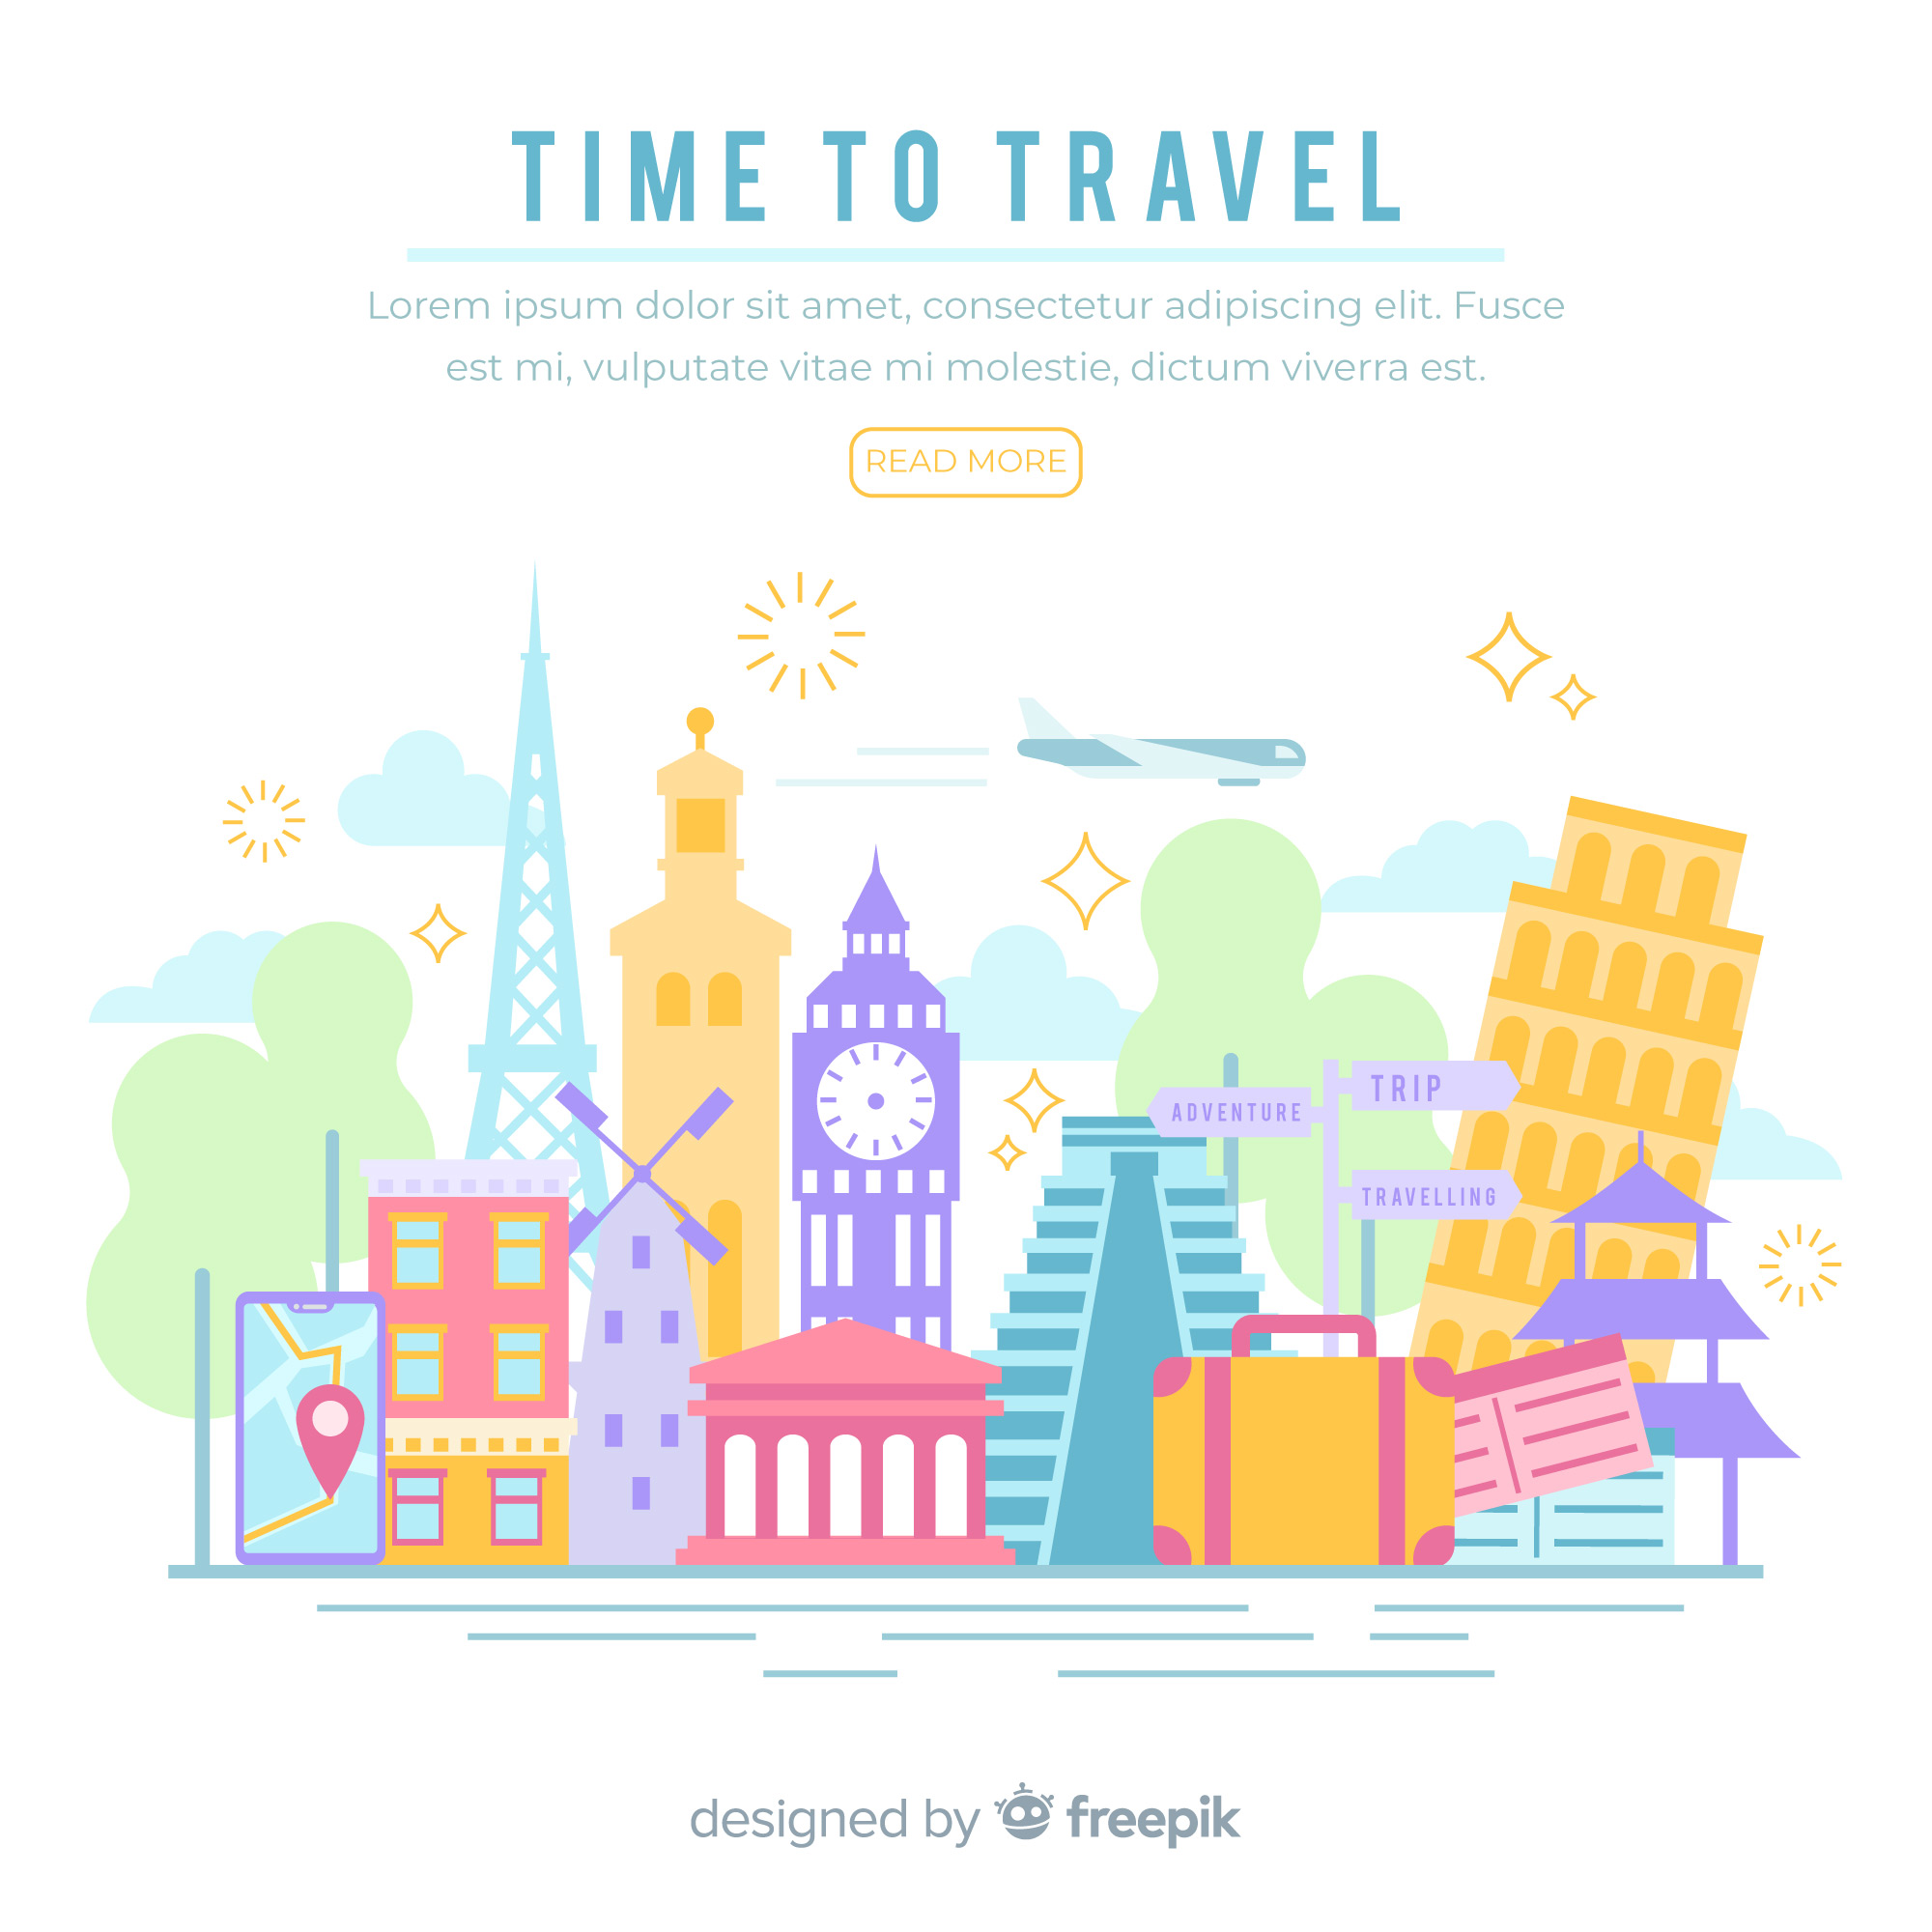 TIME TO TRAVEL
Lorem ipsum dolor sit amet, consectetur adipiscing elit. Fusce
est mi, vulputate vitae mi molestie, dictum viverra est.
READ MORE
TRIP
ADVENTURE
TRAVELLING
designed by freepik